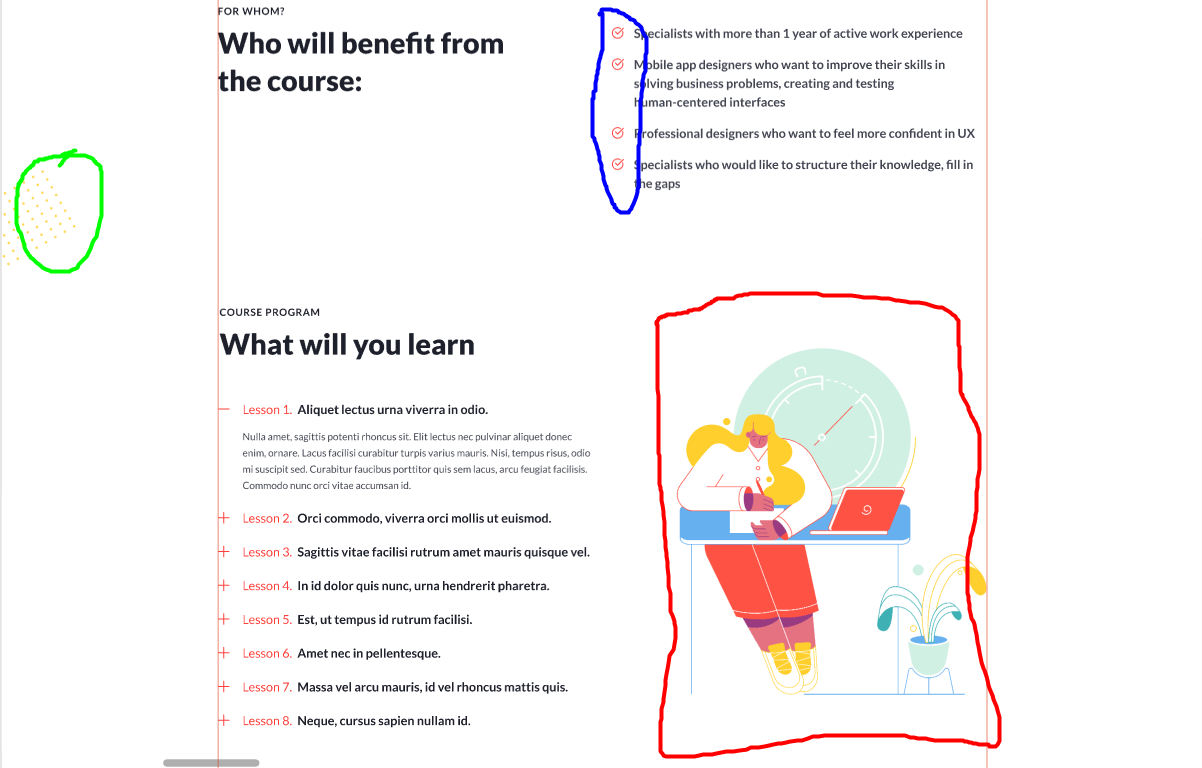 FOR WHOM?
Who will benefit from
the course:
Specialists with more than 1 year of active work experience
Mobile app designers who want to improve their skills in
solving business problems, creating and testing
human-centered interfaces
Professional designers who want to feel more confident in UX
Specialists who would like to structure their knowledge, fill in
the gaps
COURSE PROGRAM
What will you learn
Lesson 1. Aliquet lectus urna viverra in odio.
Nulla amet, sagittis potenti rhoncus sit. Elit lectus nec pulvinar aliquet donec
enim, ornare. Lacus facilisi curabitur turpis varius mauris. Nisi, tempus risus, odio
mi suscipit sed. Curabitur faucibus porttitor quis sem lacus, arcu feugiat facilisis.
Commodo nunc orci vitae accumsan id.
Lesson 2. Orci commodo, viverra orci mollis ut euismod.
Lesson 3. Sagittis vitae facilisi rutrum amet mauris quisque vel.
Lesson 4. In id dolor quis nunc, urna hendrerit pharetra.
Lesson 5. Est, ut tempus id rutrum facilisi.
Lesson 6. Amet nec in pellentesque.
Lesson 7. Massa vel arcu mauris, id vel rhoncus mattis quis.
Lesson 8. Neque, cursus sapien nullam id.